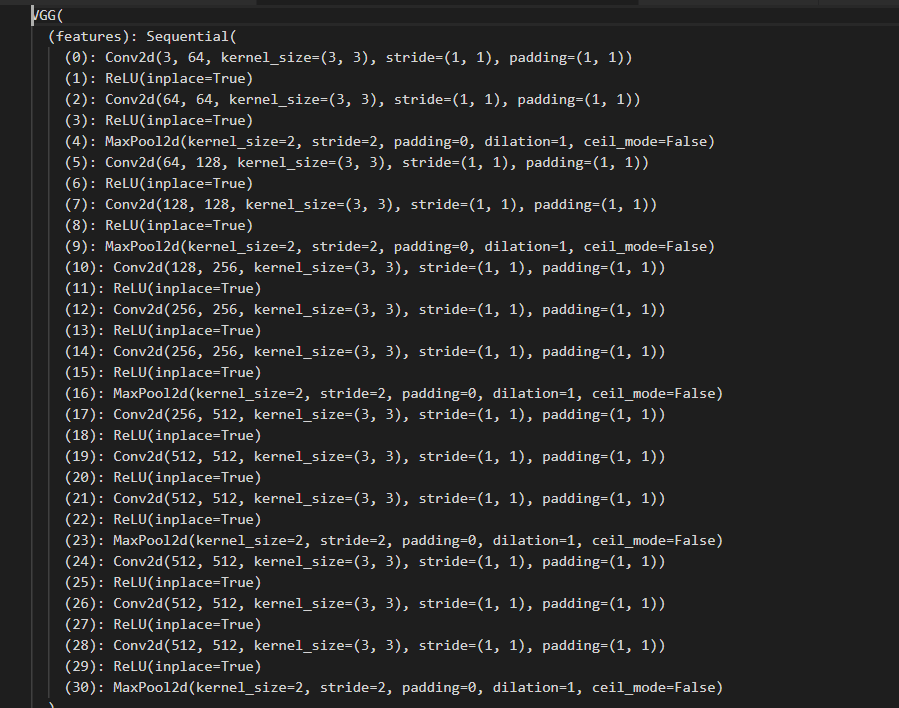 VGG(
(features): Sequential(
(0): Conv2d(3, 64, kernel_size=(3, 3), stride=(1, 1), padding=(1, 1))
(1): ReLU(inplace=True)
(2): Conv2d(64, 64, kernel_size=(3, 3), stride=(1, 1), padding=(1, 1))
(3): ReLU(inplace=True)
(4): MaxPool2d(kernel_size=2, stride=2, padding=0, dilation=1, ceil_mode=False)
(5): Conv2d(64, 128, kernel_size=(3, 3), stride=(1, 1), padding=(1, 1))
(6): ReLU(inplace=True)
(7): Conv2d(128, 128, kernel_size=(3, 3), stride=(1, 1), padding=(1, 1))
(8): ReLU(inplace=True)
(9): MaxPool2d(kernel_size=2, stride=2, padding=0, dilation=1, ceil_mode=False)
(10): Conv2d(128, 256, kernel_size=(3, 3), stride=(1, 1), padding=(1, 1))
(11): ReLU(inplace=True)
(12): Conv2d(256, 256, kernel_size=(3, 3), stride=(1, 1), padding=(1, 1))
(13): ReLU(inplace=True)
(14): Conv2d(256, 256, kernel_size=(3, 3), stride=(1, 1), padding=(1, 1))
(15): ReLU(inplace=True)
(16): MaxPool2d(kernel_size=2, stride=2, padding=0, dilation=1, ceil_mode=False)
(17): Conv2d(256, 512, kernel_size=(3, 3), stride=(1, 1), padding=(1, 1))
(18): ReLU(inplace=True)
(19): Conv2d(512, 512, kernel_size=(3, 3), stride=(1, 1), padding=(1, 1))
(20): ReLU(inplace=True)
(21): Conv2d(512, 512, kernel_size=(3, 3), stride=(1, 1), padding=(1, 1))
(22): ReLU(inplace=True)
(23): MaxPool2d(kernel_size=2, stride=2, padding=0, dilation=1, ceil_mode=False)
(24): Conv2d(512, 512, kernel_size=(3, 3), stride=(1, 1), padding=(1, 1))
(25): ReLU(inplace=True)
(26): Conv2d(512, 512, kernel_size=(3, 3), stride=(1, 1), padding=(1, 1))
(27): ReLU(inplace=True)
(28): Conv2d(512, 512, kernel_size=(3, 3), stride=(1, 1), padding=(1, 1))
(29): ReLU(inplace=True)
(30): MaxPool2d(kernel_size=2, stride=2, padding=0, dilation=1, ceil_mode=False)
)